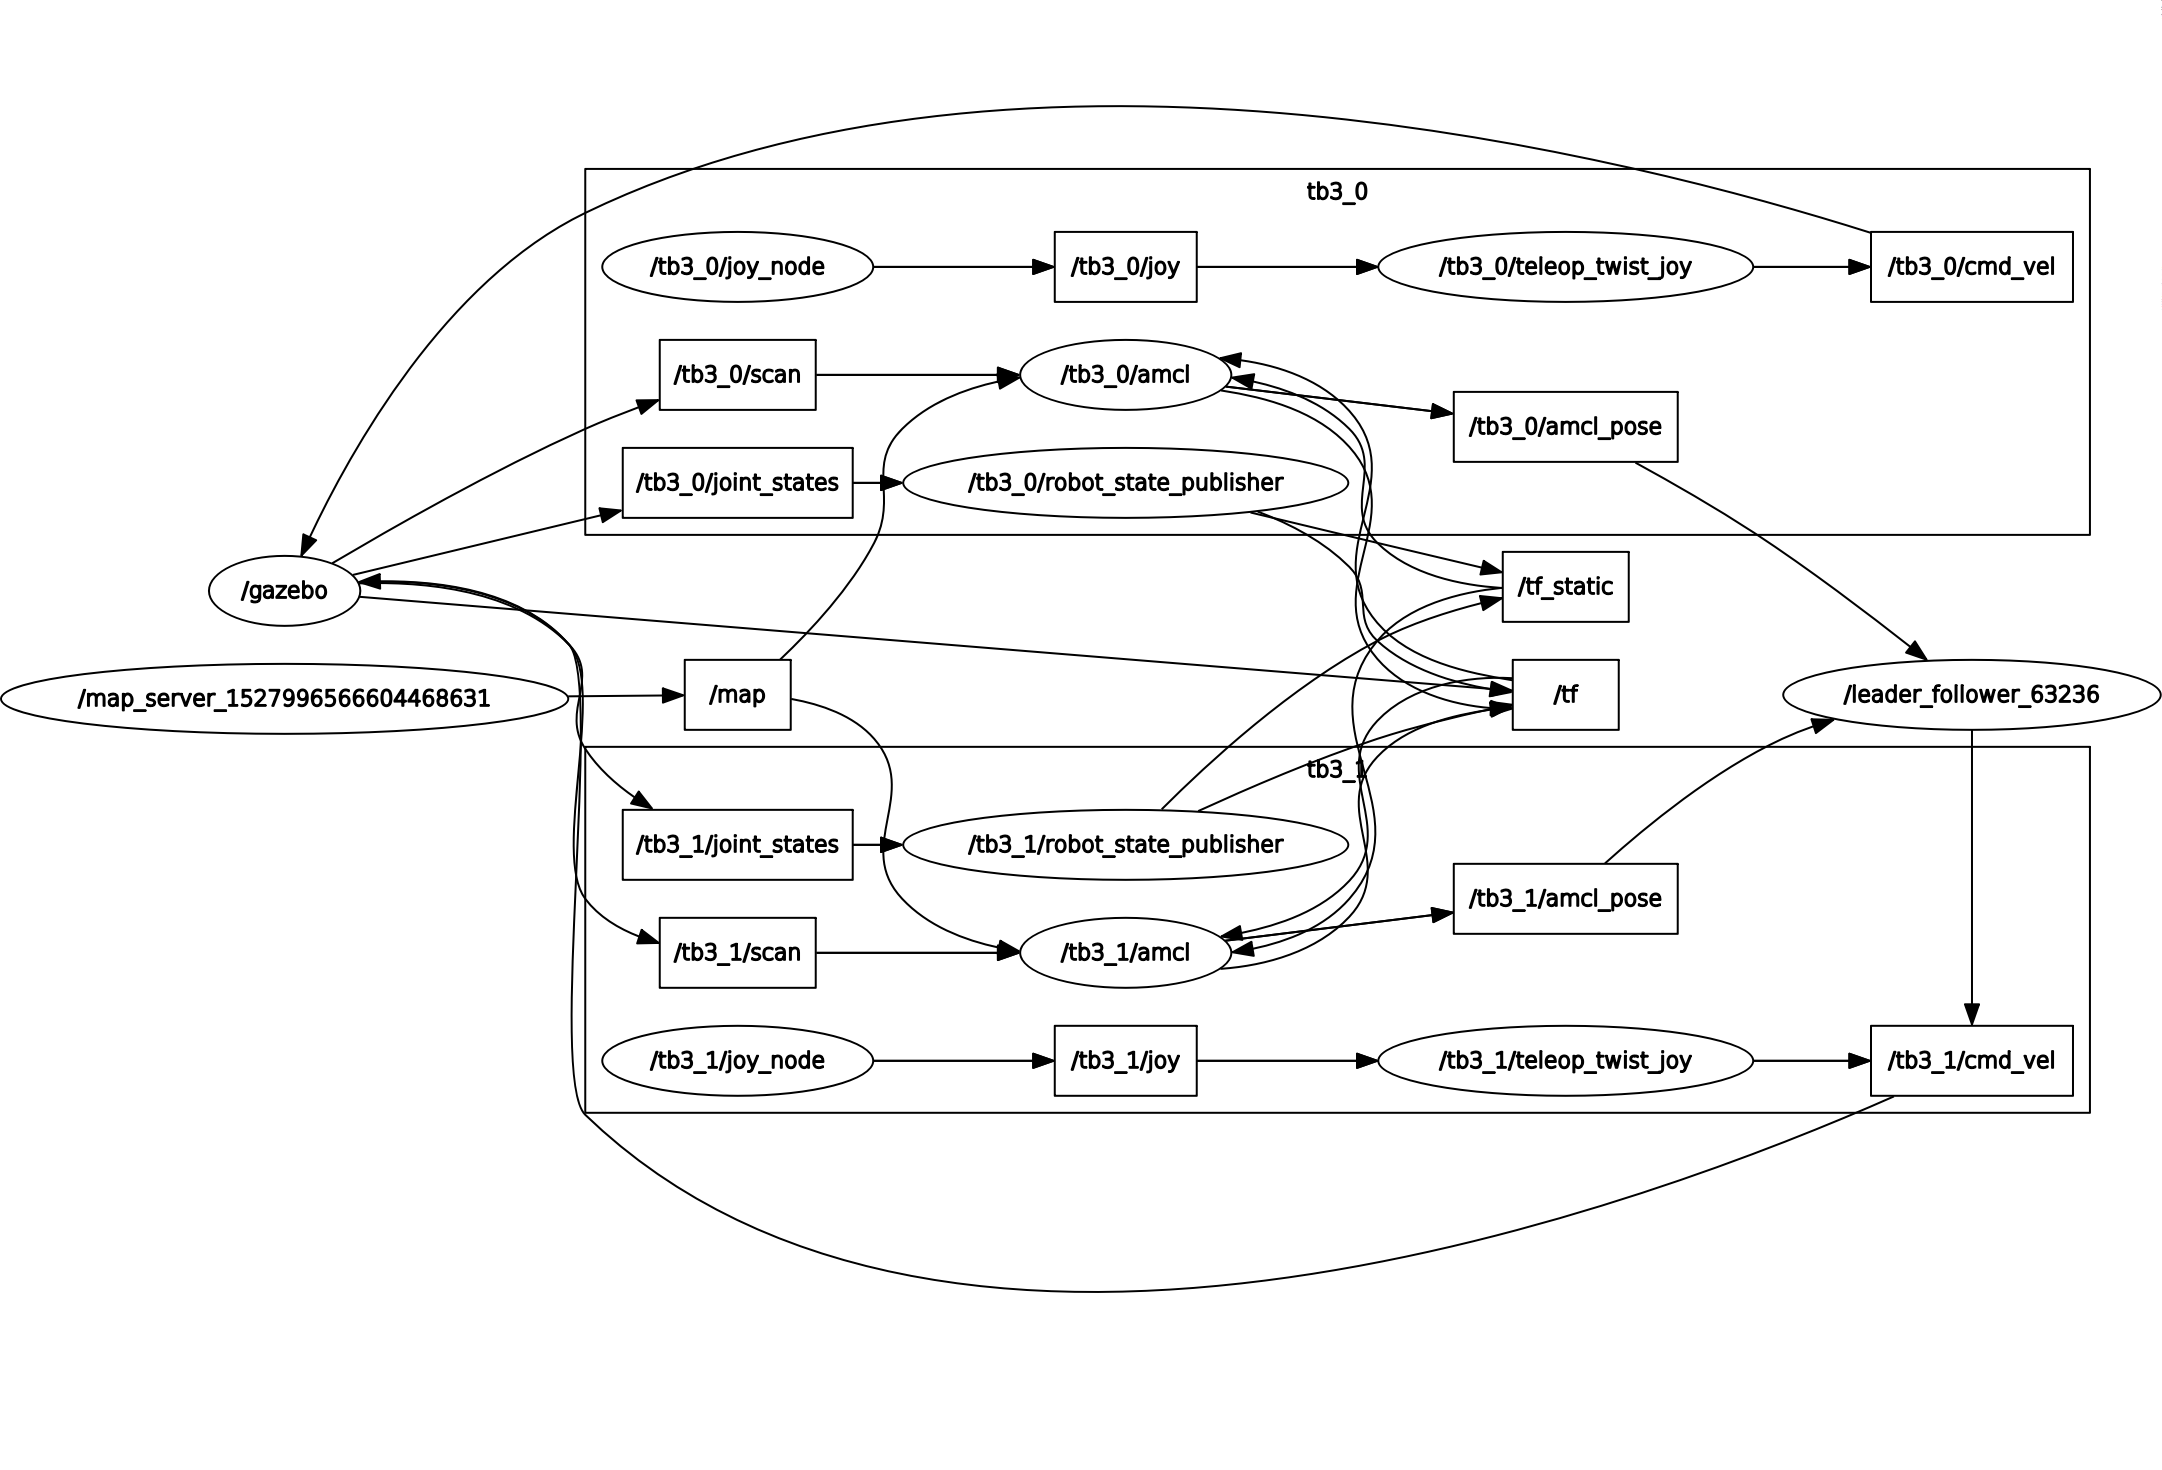 tb3_0
/tb3_0/joy_node
/tb3_0/joy
/tb3_0/teleop_twist_joy
/tb3_0/cmd_vel
/tb3_0/scan
/tb3_0/amcl
/tb3_0/amcl_pose
/tb3_0/joint_states
/tb3_0/robot_state_publisher
/gazebo
/tf_static
/map_server_1527996566604468631
/map
/tf
/leader_follower_63236
tb3_1
/tb3_1/joint_states
/tb3_1/robot_state_publisher
/tb3_1/amcl_pose
/tb3_1/scan
/tb3_1/amcl
/tb3_1/joy_node
/tb3_1/joy
/tb3_1/teleop_twist_joy
/tb3_1/cmd_vel